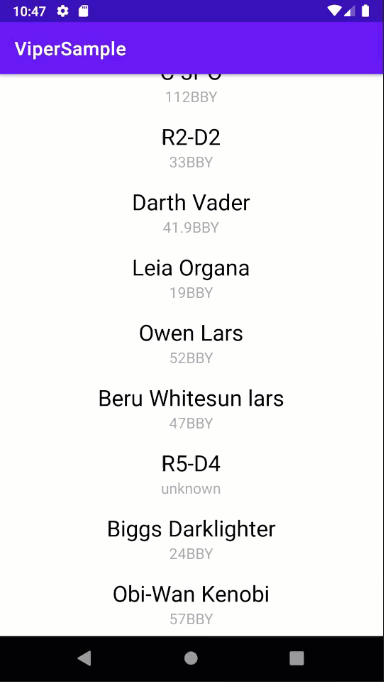 10:47
ViperSample
112BBY
R2-D2
33BBY
Darth Vader
41.9BBY
Leia Organa
19BBY
Owen Lars
52BBY
Beru Whitesun lars
47BBY
R5-D4
unknown
Biggs Darklighter
24BBY
Obi-Wan Kenobi
57BBY